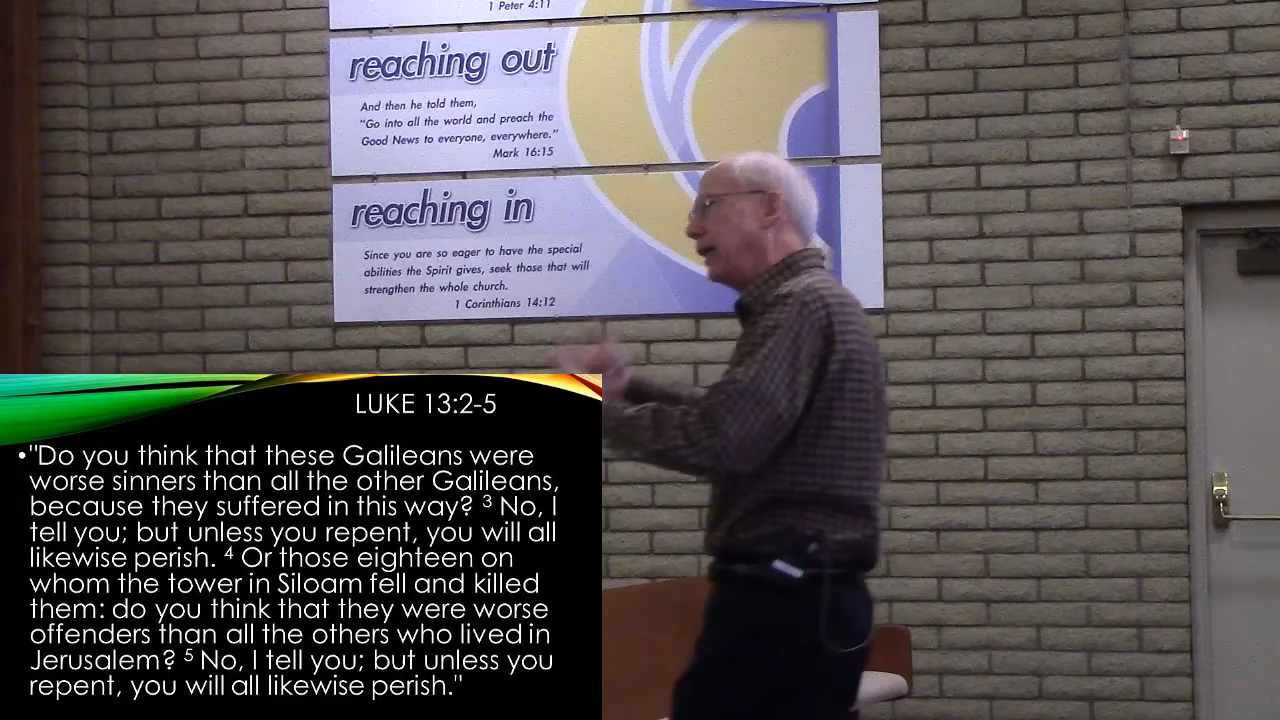 1 Peter 4:11
reaching out
And then he told them,
"Go into all the world and preach the
Good News to everyone, everywhere."
Mark 16:15
reaching in
Since you are so eager to have the special
abilities the Spirit gives, seek those that will
strengthen the whole church.
1 Corinthians 14:12
LUKE 13:2-5
•"Do you think that these Galileans were
worse sinners than all the other Galileans,
because they suffered in this way? ³ No, I
tell you; but unless you repent, you will all
likewise perish. ⁴ Or those eighteen on
whom the tower in Siloam fell and killed
them: do you think that they were worse
offenders than all the others who lived in
Jerusalem? ⁵ No, I tell you; but unless you
repent, you will all likewise perish."